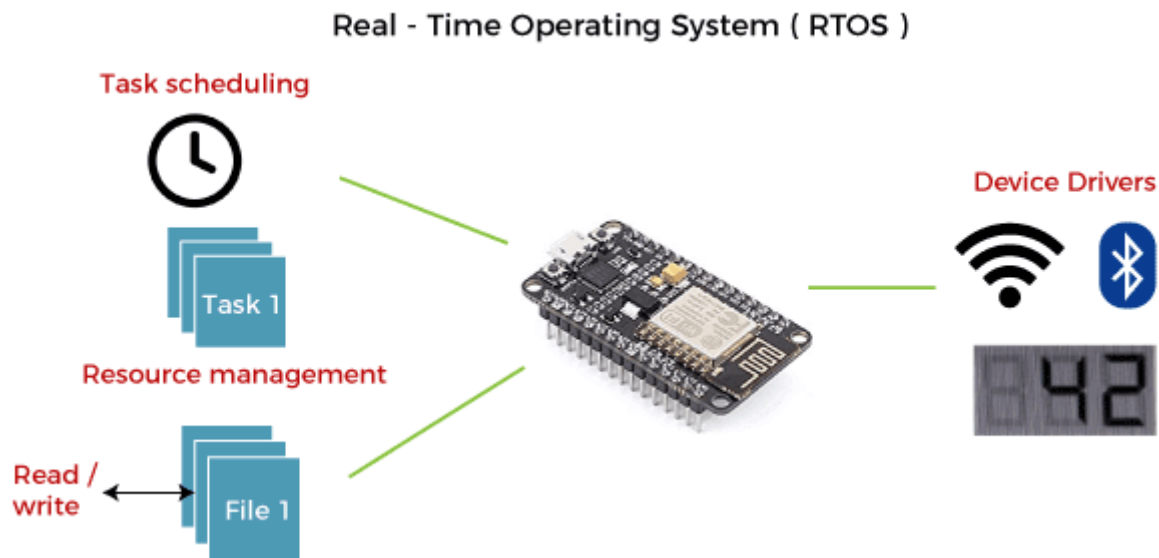 Real - Time Operating System ( RTOS )
Task scheduling
Task 1
Resource management
Read /
write
File 1
Device Drivers
42